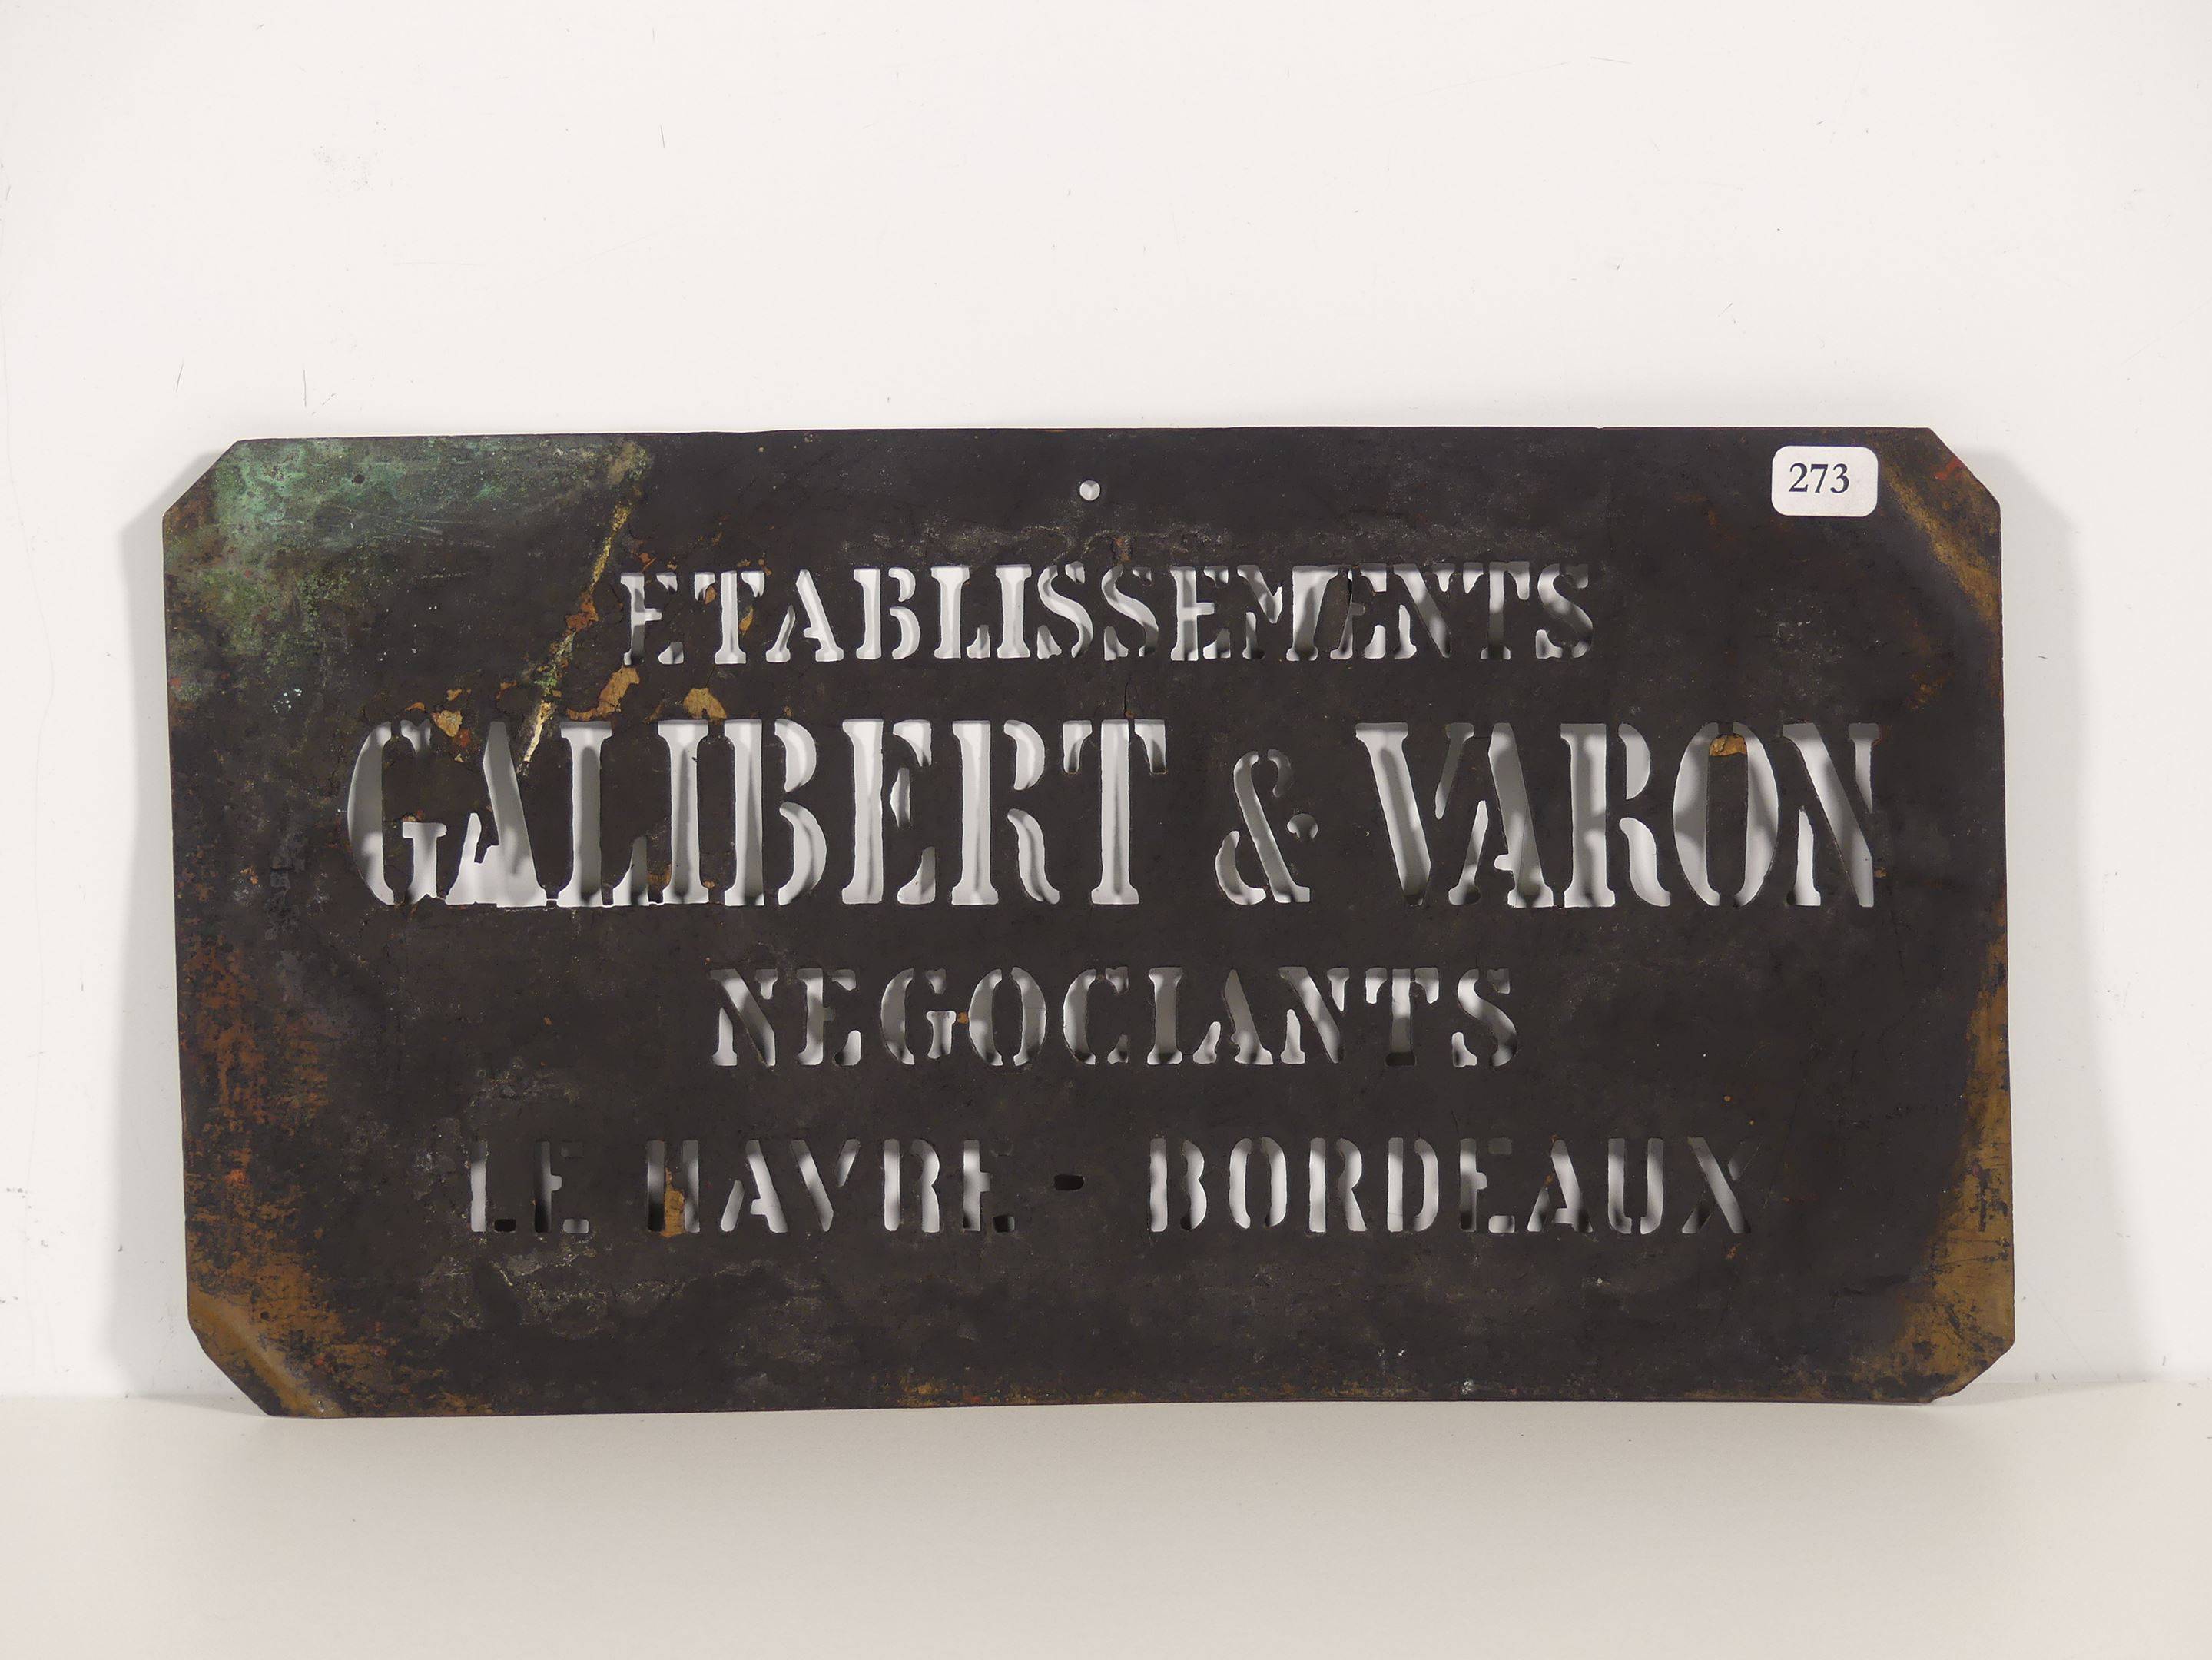 273
ETABLISSEMENTS
GALIBERT & VARON
NEGOCIANTS
LE HAVRE - BORDEAUX